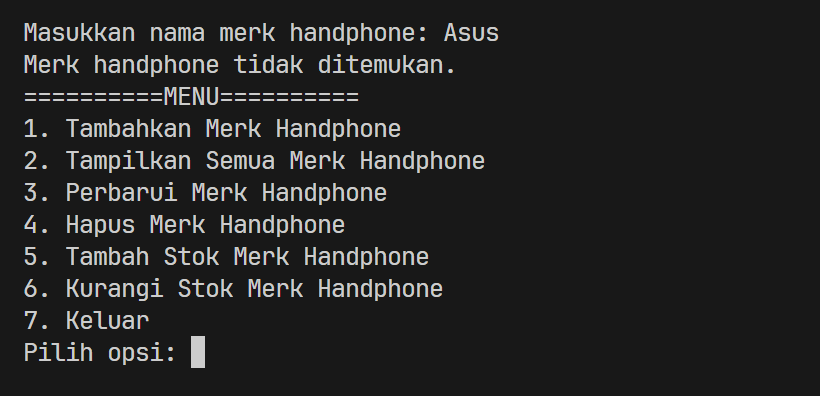 Masukkan nama merk handphone: Asus
Merk handphone tidak ditemukan.
==========MENU==========
1. Tambahkan Merk Handphone
2. Tampilkan Semua Merk Handphone
3. Perbarui Merk Handphone
4. Hapus Merk Handphone
5. Tambah Stok Merk Handphone
6. Kurangi Stok Merk Handphone
7. Keluar
Pilih opsi: